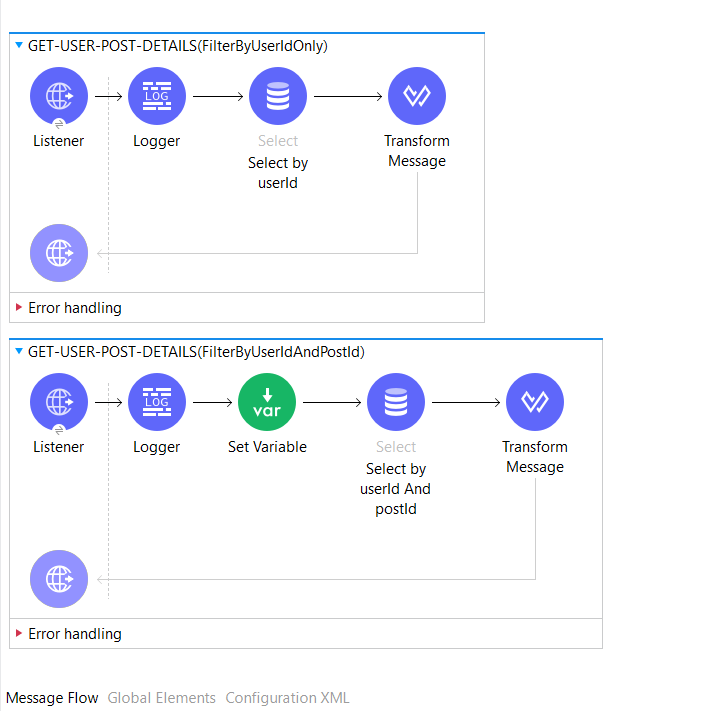 GET-USER-POST-DETAILS(FilterByUserIdOnly)
LOG
Listener
Logger
Select
Transform
Message
Select by
userId
Error handling
GET-USER-POST-DETAILS(FilterByUserIdAndPostId)
LOG
var
Listener
Logger
Set Variable
Select
Transform
Message
Select by
userId And
postId
Error handling
Message Flow Global Elements Configuration XML